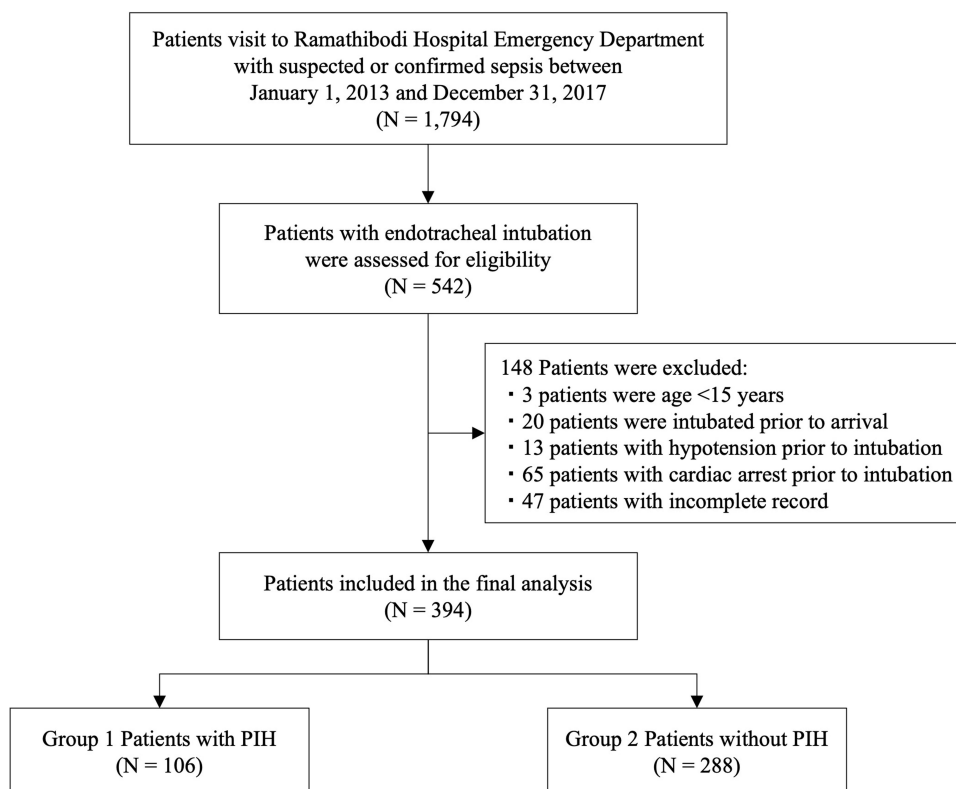 Patients visit to Ramathibodi Hospital Emergency Department
with suspected or confirmed sepsis between
January 1, 2013 and December 31, 2017
(N = 1,794)
Patients with endotracheal intubation
were assessed for eligibility
(N = 542)
148 Patients were excluded:
・3 patients were age <15 years
・20 patients were intubated prior to arrival
・13 patients with hypotension prior to intubation
・65 patients with cardiac arrest prior to intubation
・47 patients with incomplete record
Patients included in the final analysis
(N = 394)
Group 1 Patients with PIH
(N = 106)
Group 2 Patients without PIH
(N = 288)